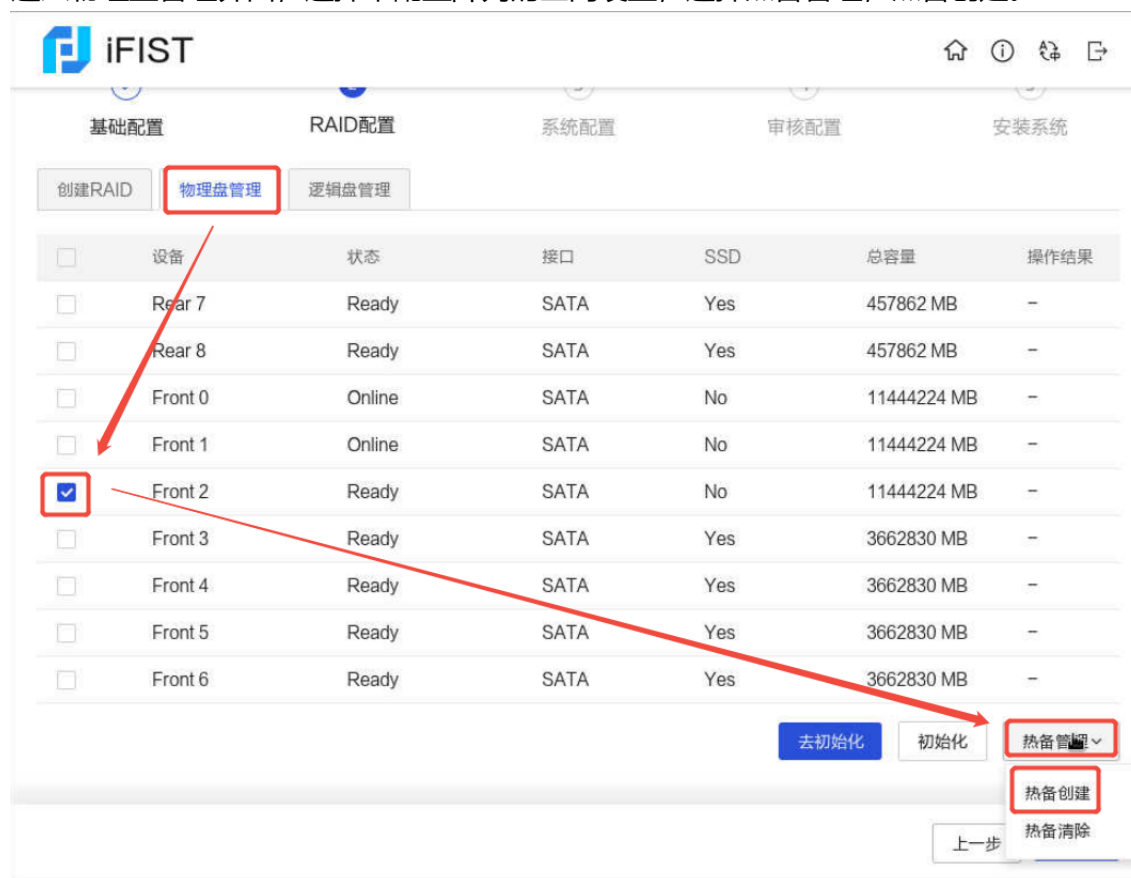 iFIST
基础配置 RAID配置 系统配置 审核配置 安装系统
创建RAID 物理盘管理 逻辑盘管理
设备 状态 接口 SSD 总容量 操作结果
Rear 7 Ready SATA Yes 457862 MB -
Rear 8 Ready SATA Yes 457862 MB -
Front 0 Online SATA No 11444224 MB -
Front 1 Online SATA No 11444224 MB -
Front 2 Ready SATA No 11444224 MB -
Front 3 Ready SATA Yes 3662830 MB -
Front 4 Ready SATA Yes 3662830 MB -
Front 5 Ready SATA Yes 3662830 MB -
Front 6 Ready SATA Yes 3662830 MB -
去初始化 初始化 热备管理
热备创建
热备清除
上一步